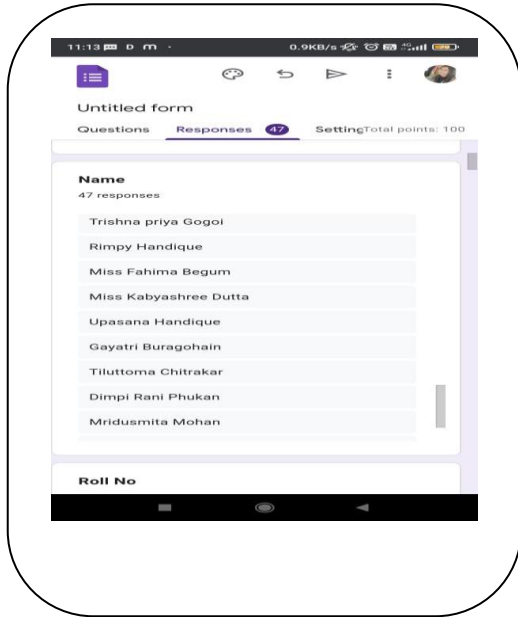 11:13 D m · 0.9KB/s 4G
Untitled form
Questions Responses 47 Setting Total points: 100
Name
47 responses
Trishna priya Gogoi
Rimpy Handique
Miss Fahima Begum
Miss Kabyashree Dutta
Upasana Handique
Gayatri Buragohain
Tiluttoma Chitrakar
Dimpi Rani Phukan
Mridusmita Mohan
Roll No